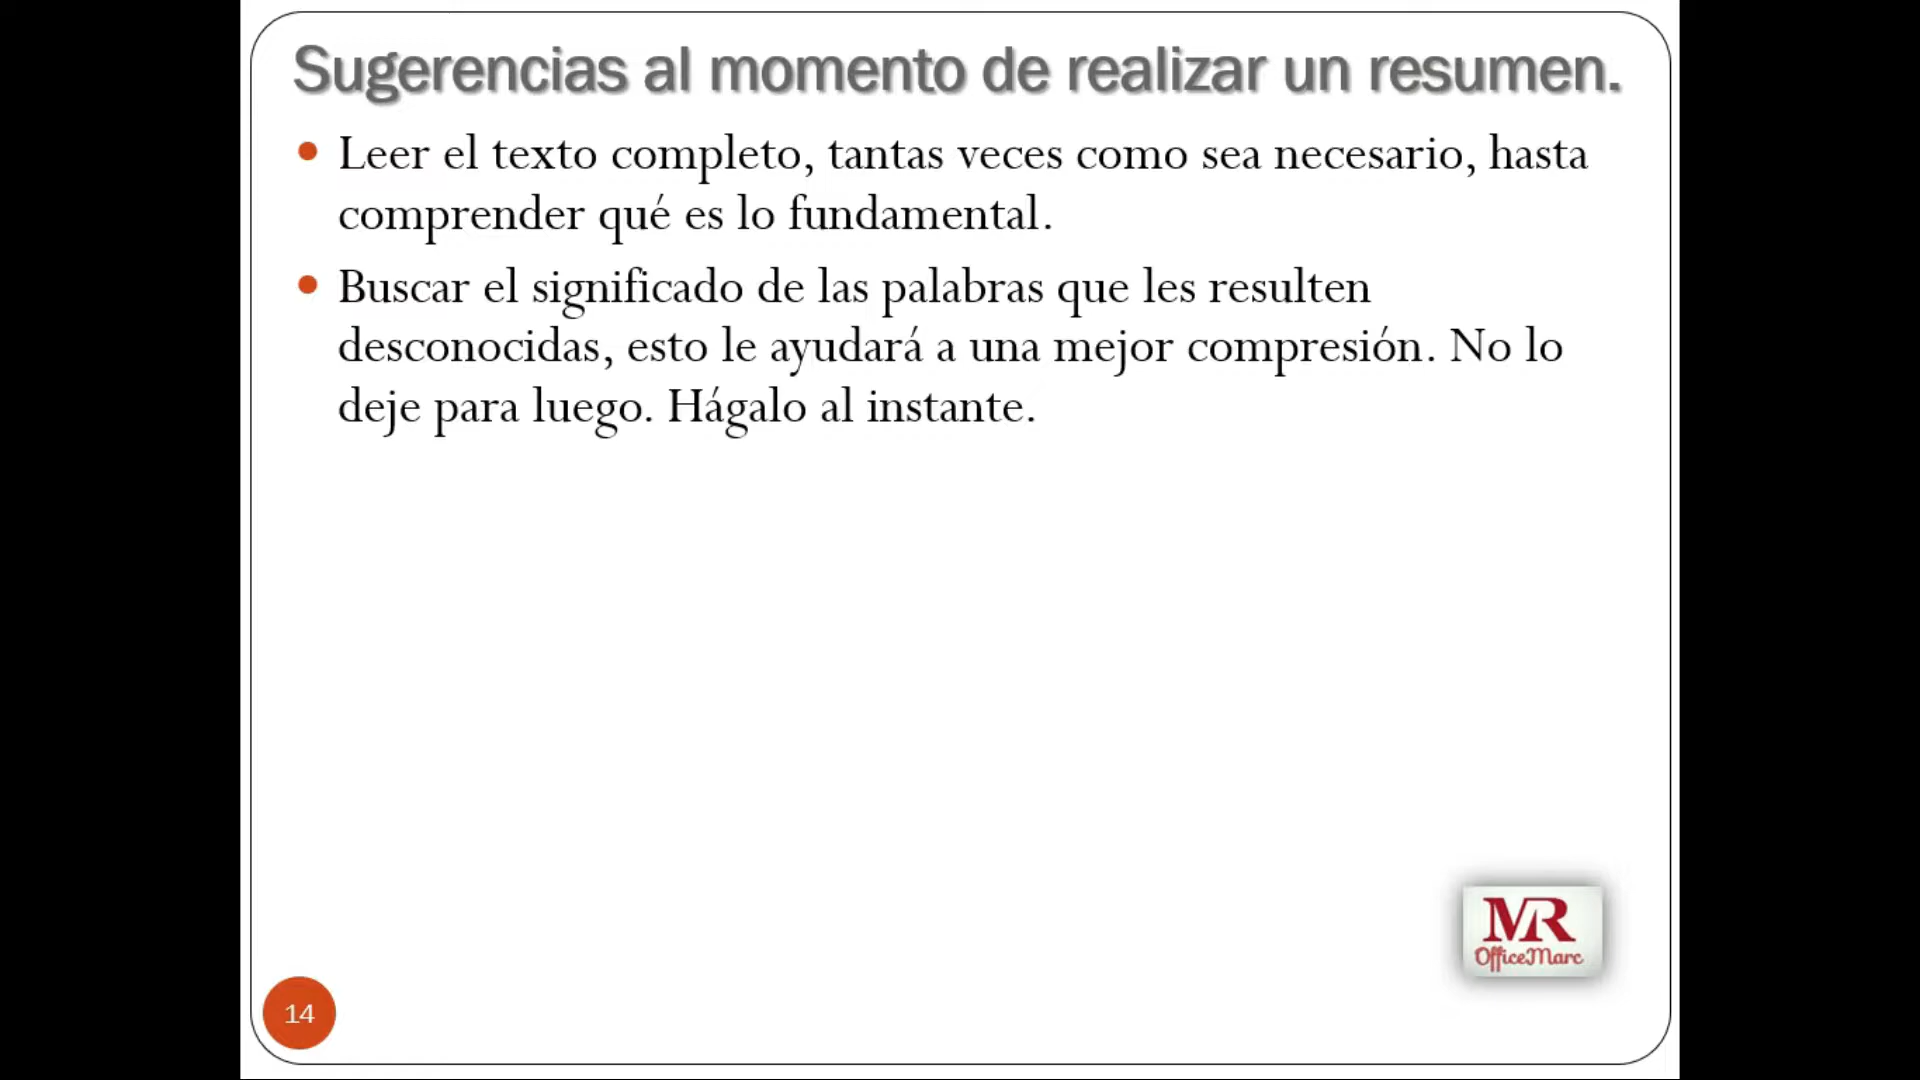 Sugerencias al momento de realizar un resumen.
• Leer el texto completo, tantas veces como sea necesario, hasta
comprender qué es lo fundamental.
• Buscar el significado de las palabras que les resulten
desconocidas, esto le ayudará a una mejor compresión. No lo
deje para luego. Hágalo al instante.
MR
OfficeMarc
14